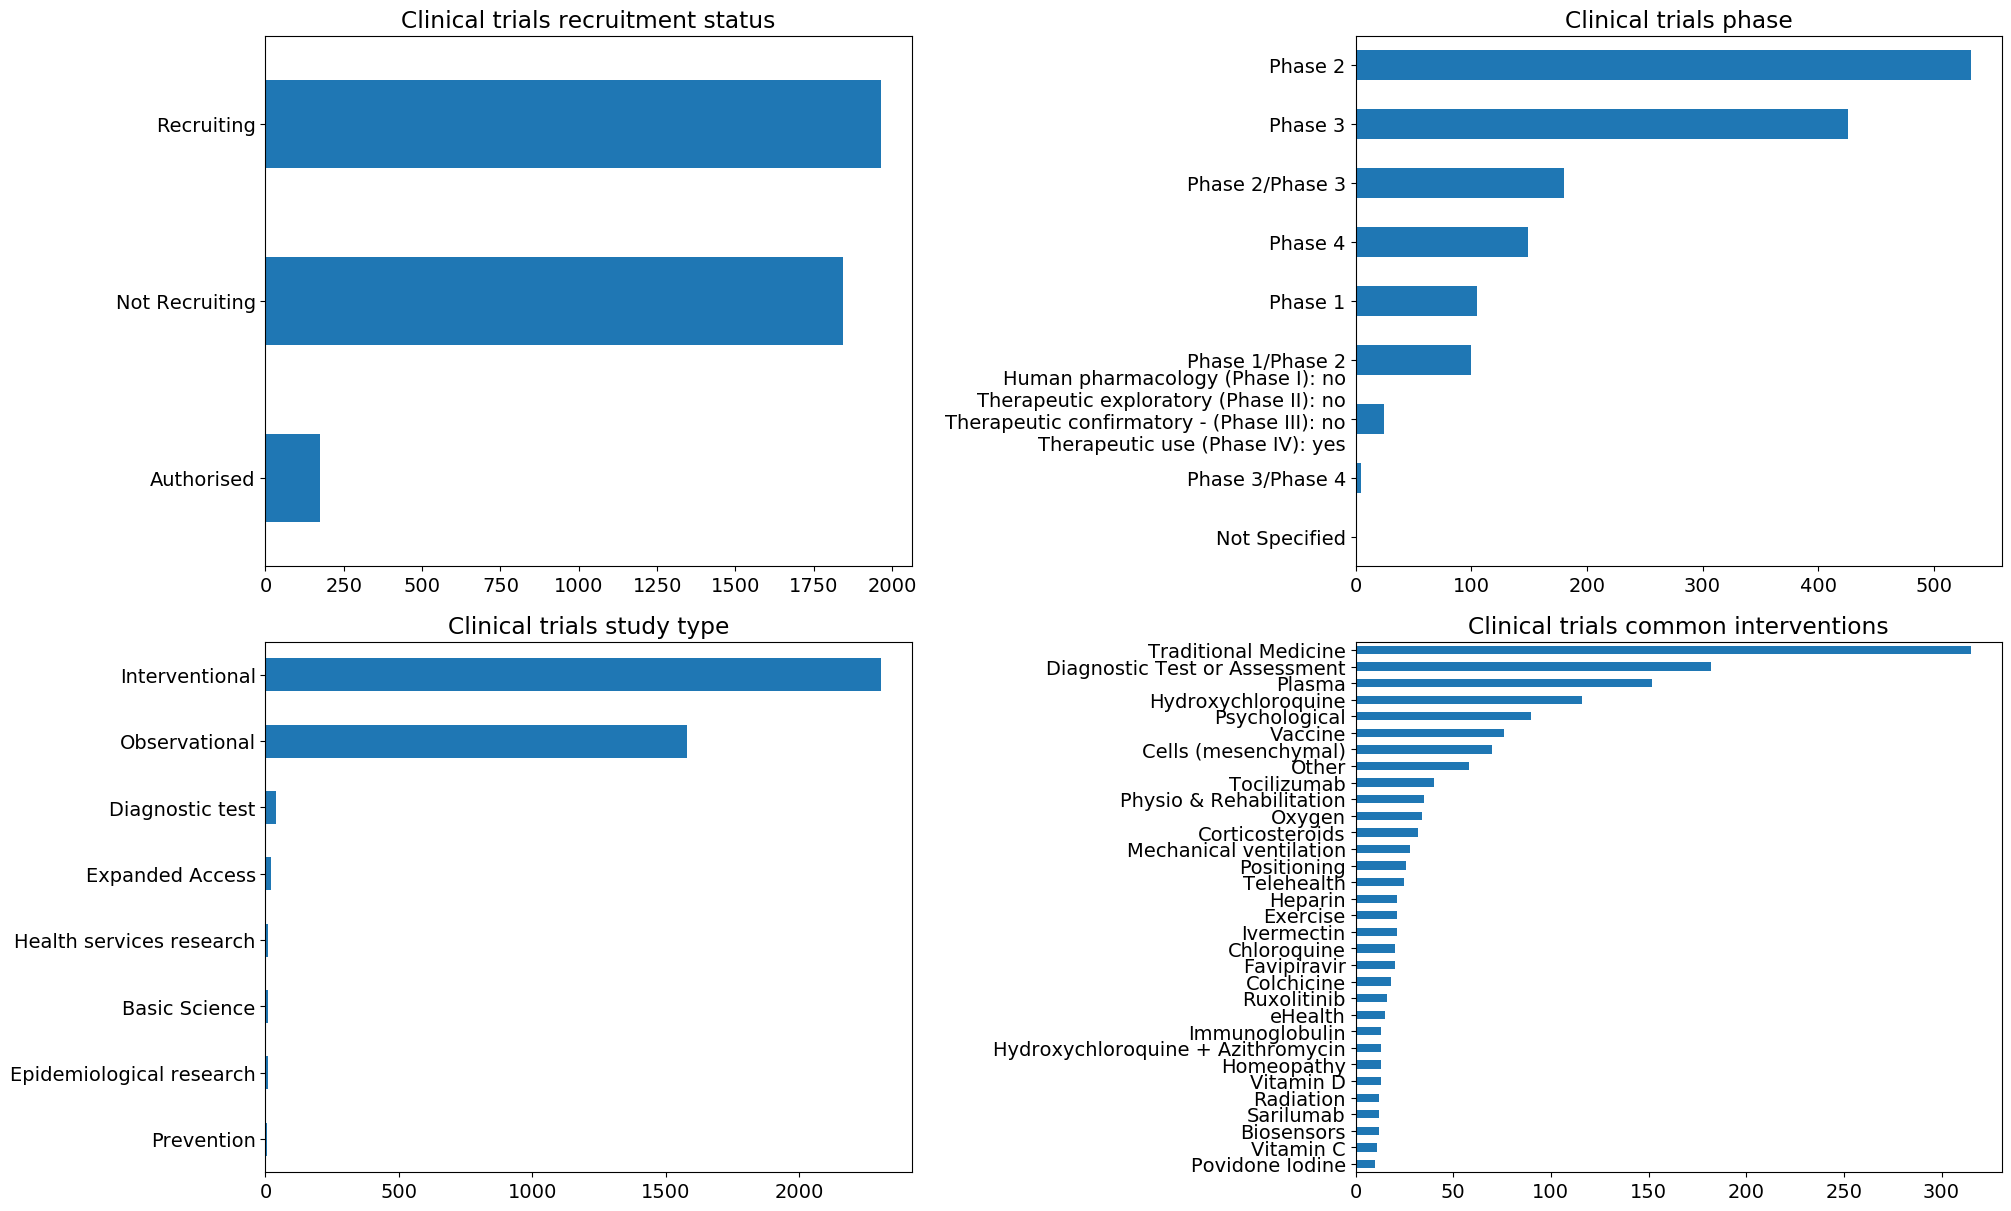 Clinical trials recruitment status
Recruiting
Not Recruiting
Authorised
0 250 500 750 1000 1250 1500 1750 2000
Clinical trials phase
Phase 2
Phase 3
Phase 2/Phase 3
Phase 4
Phase 1
Phase 1/Phase 2
Human pharmacology (Phase I): no
Therapeutic exploratory (Phase II): no
Therapeutic confirmatory - (Phase III): no
Therapeutic use (Phase IV): yes
Phase 3/Phase 4
Not Specified
0 100 200 300 400 500
Clinical trials study type
Interventional
Observational
Diagnostic test
Expanded Access
Health services research
Basic Science
Epidemiological research
Prevention
0 500 1000 1500 2000
Clinical trials common interventions
Traditional Medicine
Diagnostic Test or Assessment
Plasma
Hydroxychloroquine
Psychological
Vaccine
Cells (mesenchymal)
Other
Tocilizumab
Physio & Rehabilitation
Oxygen
Corticosteroids
Mechanical ventilation
Positioning
Telehealth
Heparin
Exercise
Ivermectin
Chloroquine
Favipiravir
Colchicine
Ruxolitinib
eHealth
Immunoglobulin
Hydroxychloroquine + Azithromycin
Homeopathy
Vitamin D
Radiation
Sarilumab
Biosensors
Vitamin C
Povidone Iodine
0 50 100 150 200 250 300